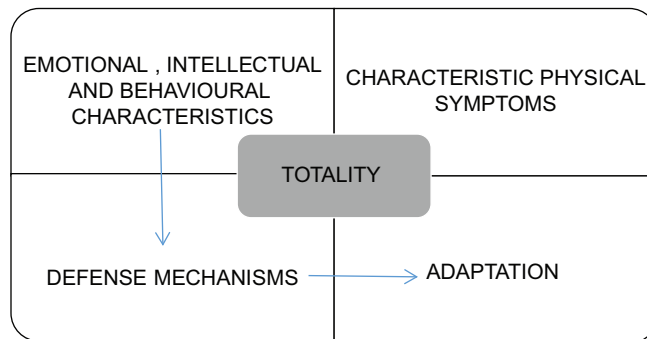 EMOTIONAL , INTELLECTUAL
AND BEHAVIOURAL
CHARACTERISTICS
CHARACTERISTIC PHYSICAL
SYMPTOMS
TOTALITY
DEFENSE MECHANISMS
ADAPTATION